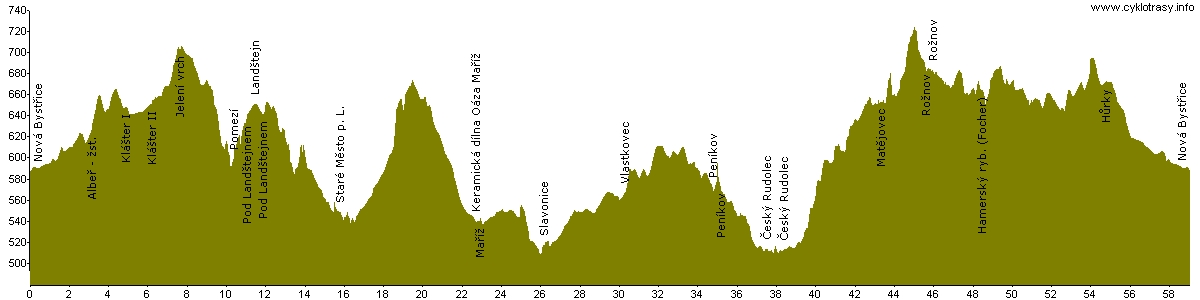 www.cyklotrasy.info
740
720
700
680
660
640
620
600
580
560
540
520
500
Nová Bystřice
Albeř - žst.
Klášter I
Klášter II
Jelení vrch
Pomezí
Pod Landštejnem
Landštejn
Pod Landštejnem
Staré Město p. L.
Keramická dílna Oáza Maříž
Maříž
Slavonice
Vlastkovec
Peníkov
Peníkov
Český Rudolec
Český Rudolec
Matějovec
Rožnov
Rožnov
Hamerský ryb. (Focher)
Hůrky
Nová Bystřice
0 2 4 6 8 10 12 14 16 18 20 22 24 26 28 30 32 34 36 38 40 42 44 46 48 50 52 54 56 58